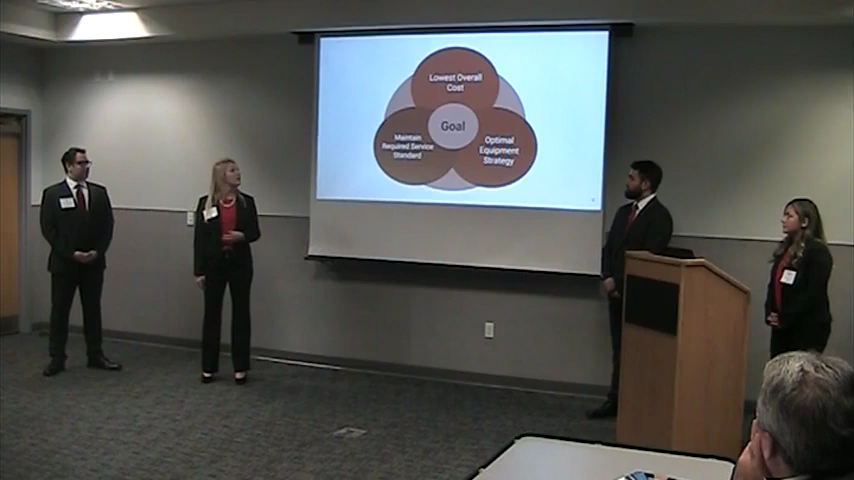 Lowest Overall
Cost
Goal
Maintain
Required Service
Standard
Optimal
Equipment
Strategy